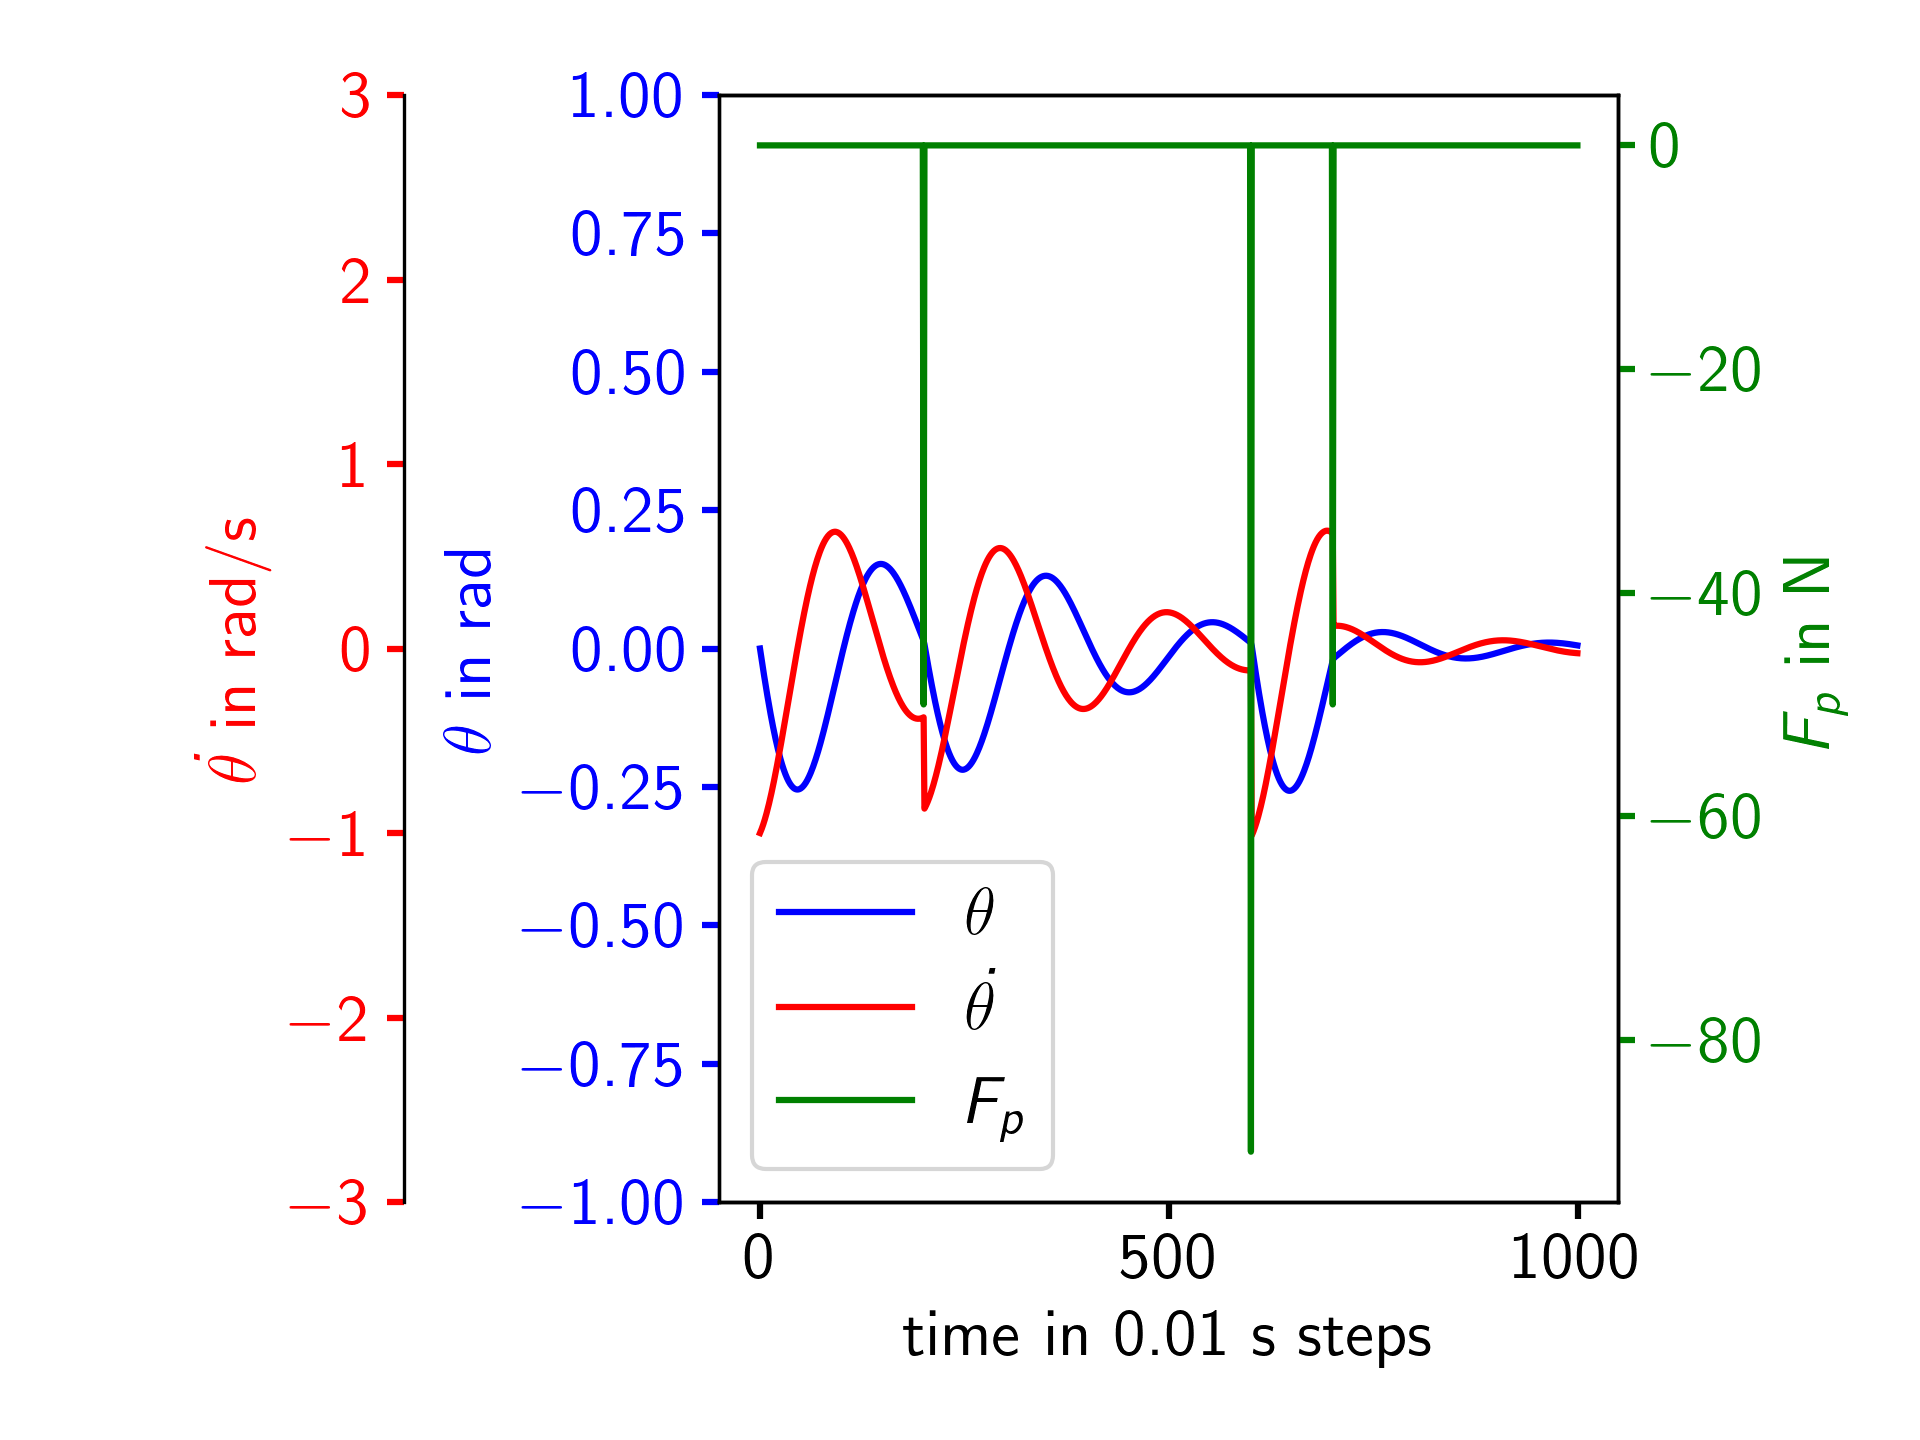 3
2
1
0
−1
−2
−3
θ̇ in rad/s
1.00
0.75
0.50
0.25
0.00
−0.25
−0.50
−0.75
−1.00
θ in rad
0
−20
−40
−60
−80
F_p in N
θ
θ̇
F_p
0 500 1000
time in 0.01 s steps